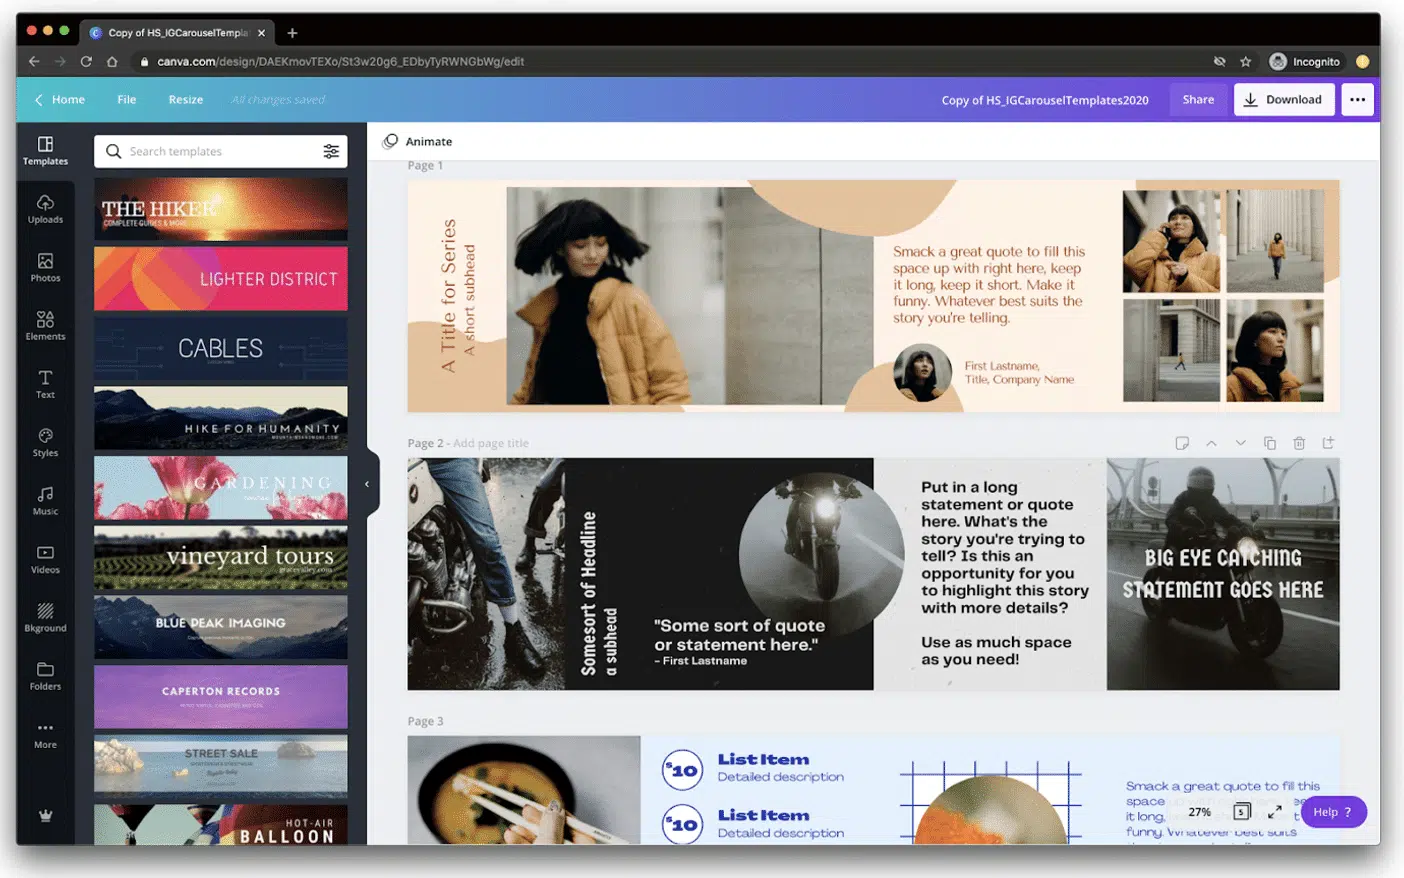 Copy of HS_IGCarouselTempla
canva.com/design/DAEKmovTEXo/St3w20g6_EDbyTyRWNGbWg/edit
Incognito
Home
File
Resize
All changes saved
Copy of HS_IGCarouselTemplates2020
Share
Download
Templates
Uploads
Photos
Elements
Text
Styles
Music
Videos
Bkground
Folders
More
Search templates
THE HIKER
COMPLETE GUIDES & MORE
LIGHTER DISTRICT
CABLES
HIKE FOR HUMANITY
GARDENING
vineyard tours
gracevalley.com
BLUE PEAK IMAGING
CAPERTON RECORDS
STREET SALE
HOT-AIR
BALLOON
Animate
Page 1
A Title for Series
A short subhead
Smack a great quote to fill this
space up with right here, keep
it long, keep it short. Make it
funny. Whatever best suits the
story you're telling.
First Lastname,
Title, Company Name
Page 2 - Add page title
Somesort of Headline
a subhead
"Some sort of quote
or statement here."
- First Lastname
Put in a long
statement or quote
here. What's the
story you're trying to
tell? Is this an
opportunity for you
to highlight this story
with more details?
Use as much space
as you need!
BIG EYE CATCHING
STATEMENT GOES HERE
Page 3
$10
List Item
Detailed description
$10
List Item
Detailed description
Smack a great quote to fill this
space
it long,
funny. Whatever best suits
27%
5
Help ?